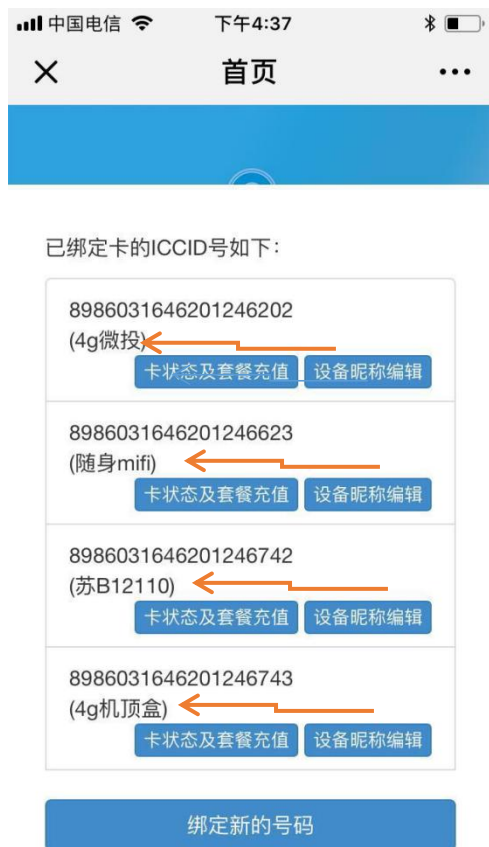 中国电信 下午4:37
首页
已绑定卡的ICCID号如下:
8986031646201246202
(4g微投)
卡状态及套餐充值 设备昵称编辑
8986031646201246623
(随身mifi)
卡状态及套餐充值 设备昵称编辑
8986031646201246742
(苏B12110)
卡状态及套餐充值 设备昵称编辑
8986031646201246743
(4g机顶盒)
卡状态及套餐充值 设备昵称编辑
绑定新的号码